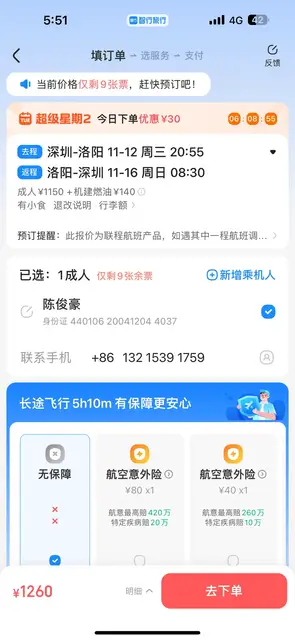 5:51
智行旅行
4G 42
填订单 → 选服务 → 支付
反馈
当前价格仅剩9张票，赶快预订吧！
超级星期2 今日下单优惠 ¥30
06:08:55
去程 深圳-洛阳 11-12 周三 20:55
返程 洛阳-深圳 11-16 周日 08:30
成人¥1150 +机建燃油¥140
有小食 退改说明 行李额
预订提醒：此报价为联程航班产品，如遇其中一程航班调...
已选：1成人 仅剩9张余票
新增乘机人
陈俊豪
身份证 440106 20041204 4037
联系手机 +86 132 1539 1759
长途飞行5h10m 有保障更安心
无保障
航空意外险
¥80 x1
航意最高赔420万
特定疾病赔20万
航空意外险
¥40 x1
航意最高赔260万
特定疾病赔10万
¥1260
明细
去下单